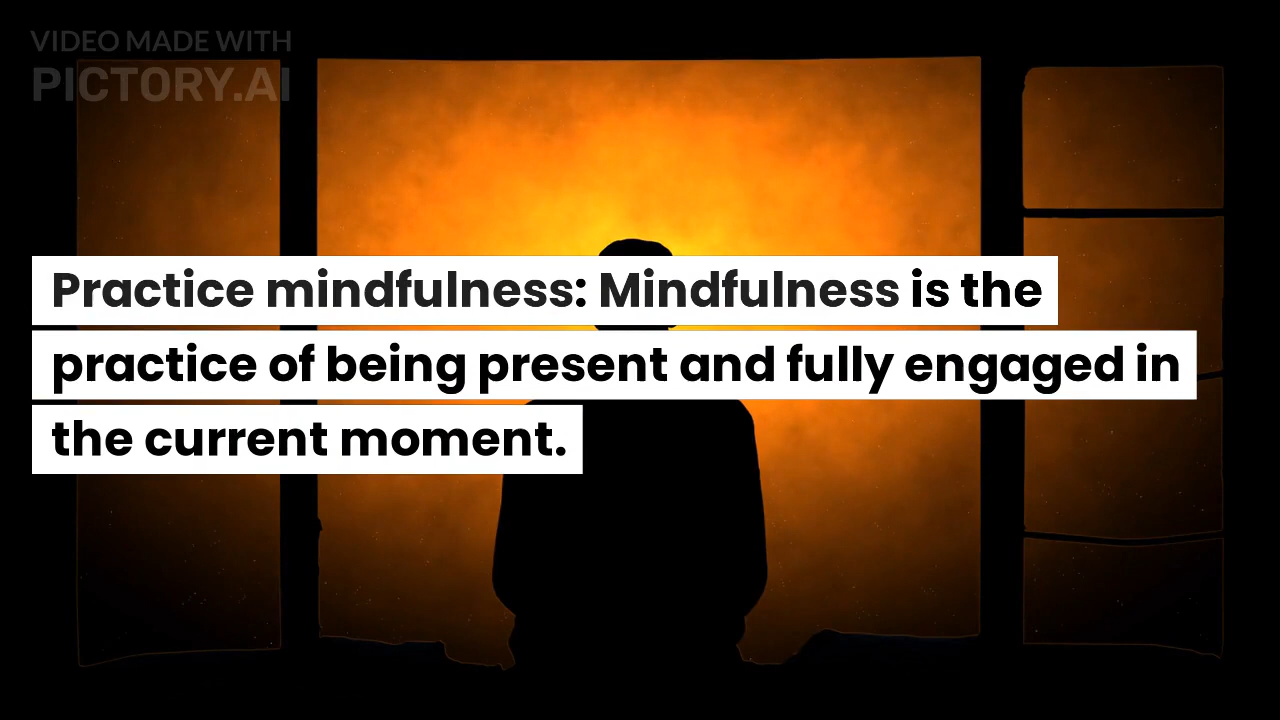 VIDEO MADE WITH
PICTORY.AI
Practice mindfulness: Mindfulness is the
practice of being present and fully engaged in
the current moment.